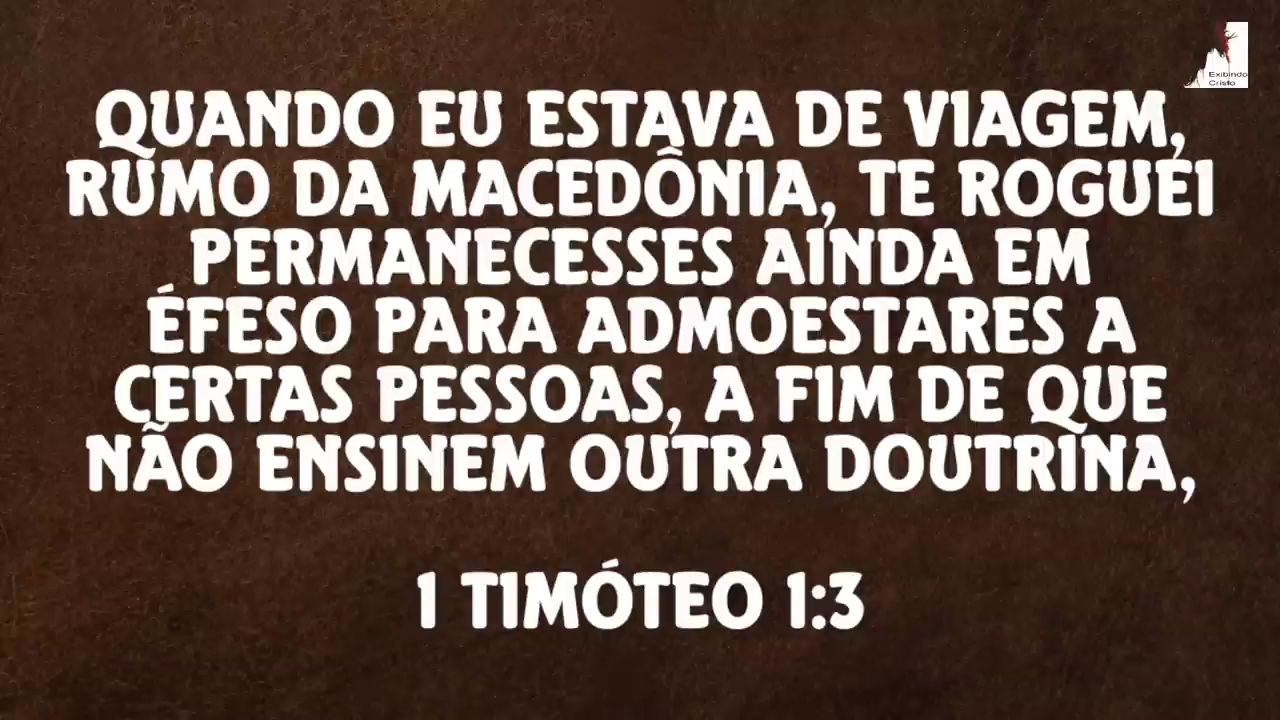 Exibindo
Cristo
QUANDO EU ESTAVA DE VIAGEM,
RUMO DA MACEDÔNIA, TE ROGUEI
PERMANECESSES AINDA EM
ÉFESO PARA ADMOESTARES A
CERTAS PESSOAS, A FIM DE QUE
NÃO ENSINEM OUTRA DOUTRINA,
1 TIMÓTEO 1:3